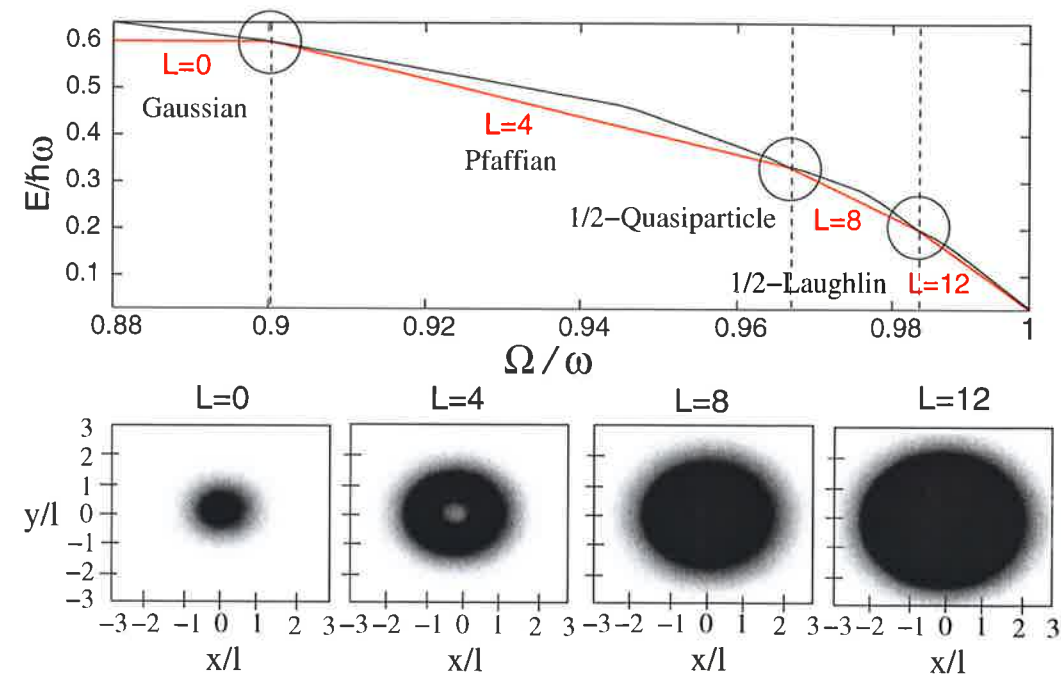 0.6
L=0
0.5
Gaussian
L=4
0.4
Pfaffian
E/ħω
0.3
1/2−Quasiparticle
L=8
0.2
1/2−Laughlin
L=12
0.1
0.88
0.9
0.92
0.94
0.96
0.98
1
Ω/ω
L=0
L=4
L=8
L=12
3
2
1
y/l
0
−1
−2
−3
−3 −2 −1 0 1 2 3
−3 −2 −1 0 1 2 3
−3 −2 −1 0 1 2 3
−3 −2 −1 0 1 2 3
x/l
x/l
x/l
x/l